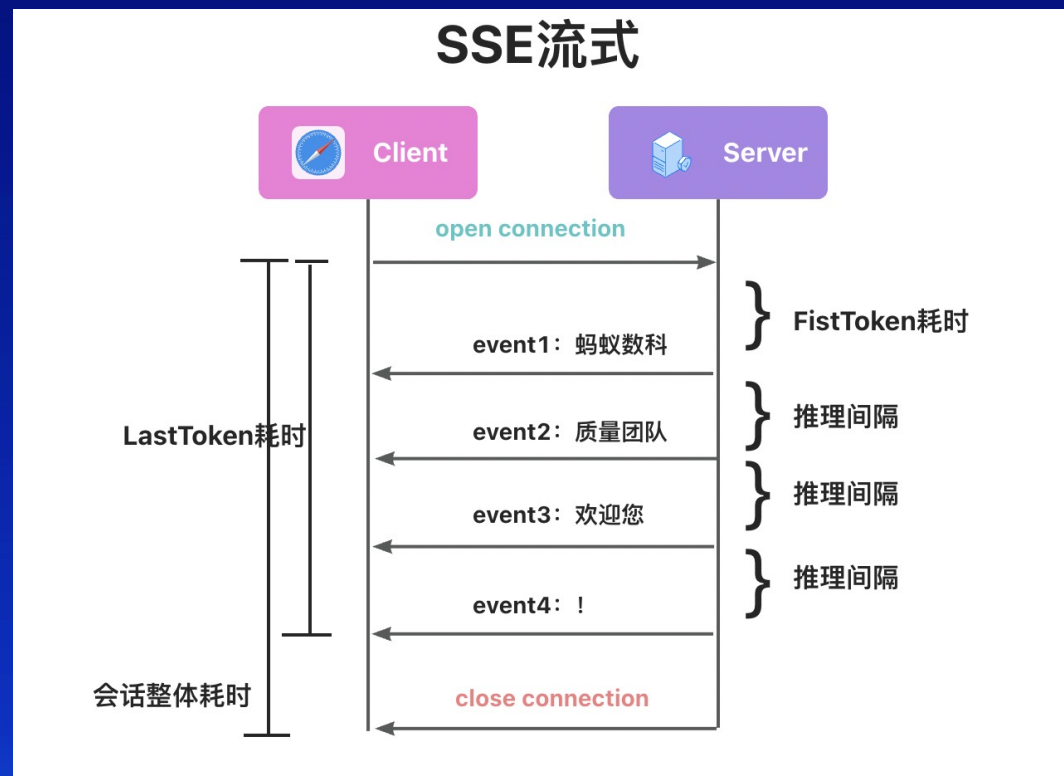 SSE流式
Client
Server
open connection
FistToken耗时
event1：蚂蚁数科
推理间隔
LastToken耗时
event2：质量团队
推理间隔
event3：欢迎您
推理间隔
event4：！
会话整体耗时
close connection